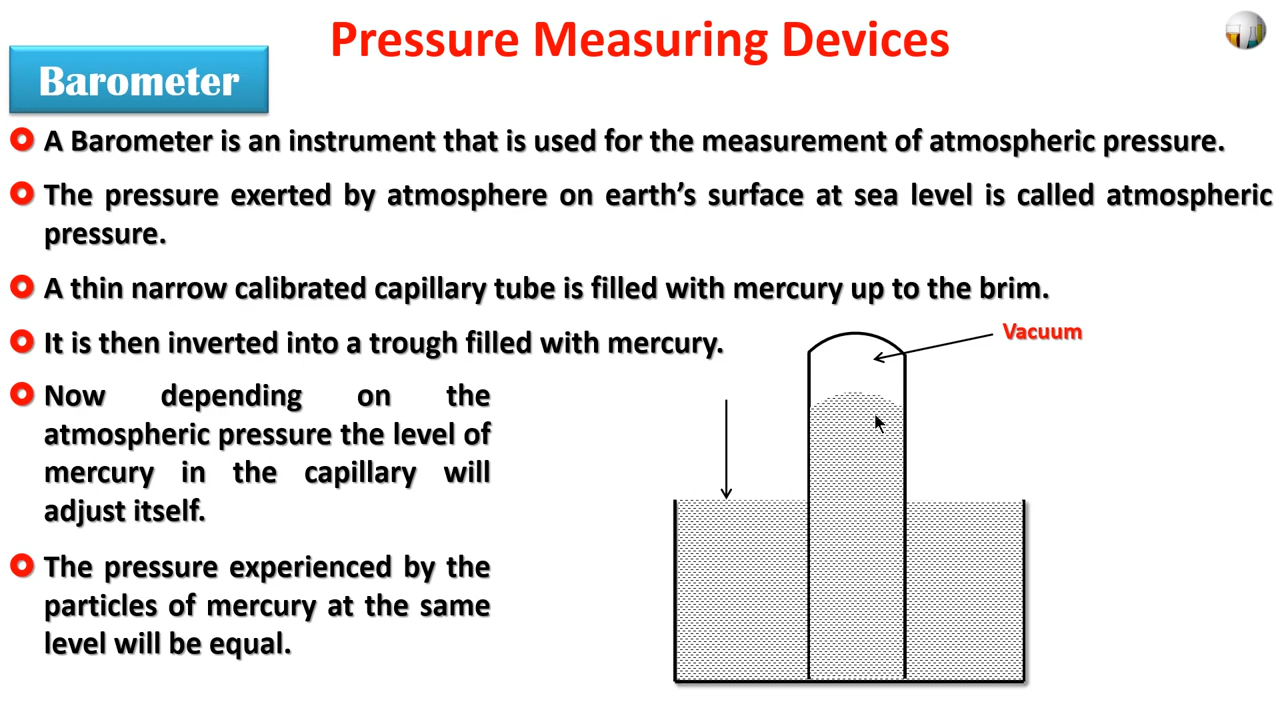 Pressure Measuring Devices
Barometer
A Barometer is an instrument that is used for the measurement of atmospheric pressure.
The pressure exerted by atmosphere on earth's surface at sea level is called atmospheric
pressure.
A thin narrow calibrated capillary tube is filled with mercury up to the brim.
It is then inverted into a trough filled with mercury.
Vacuum
Now depending on the
atmospheric pressure the level of
mercury in the capillary will
adjust itself.
The pressure experienced by the
particles of mercury at the same
level will be equal.